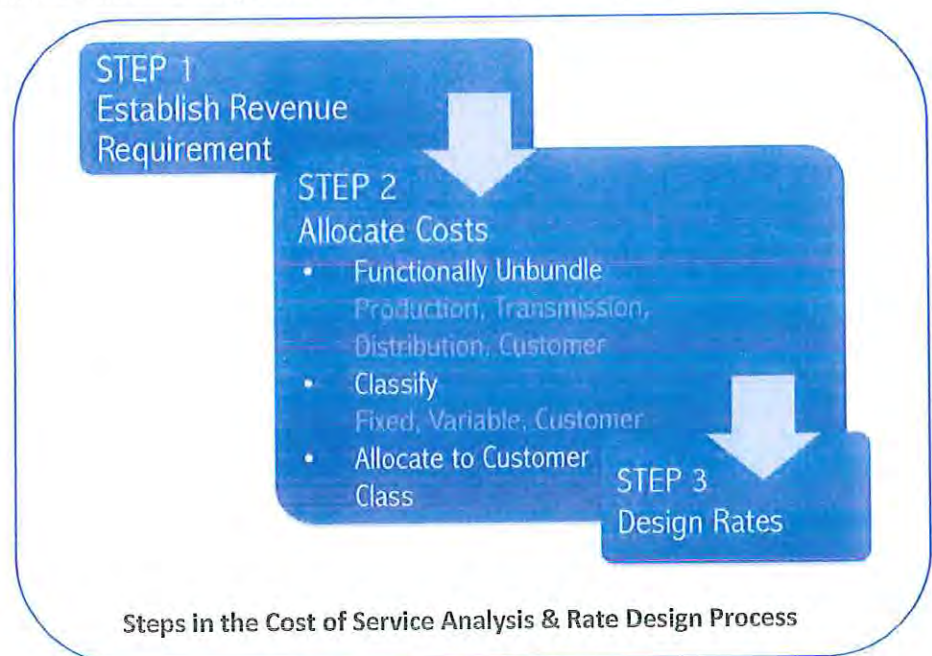 STEP 1
Establish Revenue
Requirement
STEP 2
Allocate Costs
• Functionally Unbundle
Production, Transmission,
Distribution, Customer
• Classify
Fixed, Variable, Customer
• Allocate to Customer
Class
STEP 3
Design Rates
Steps in the Cost of Service Analysis & Rate Design Process